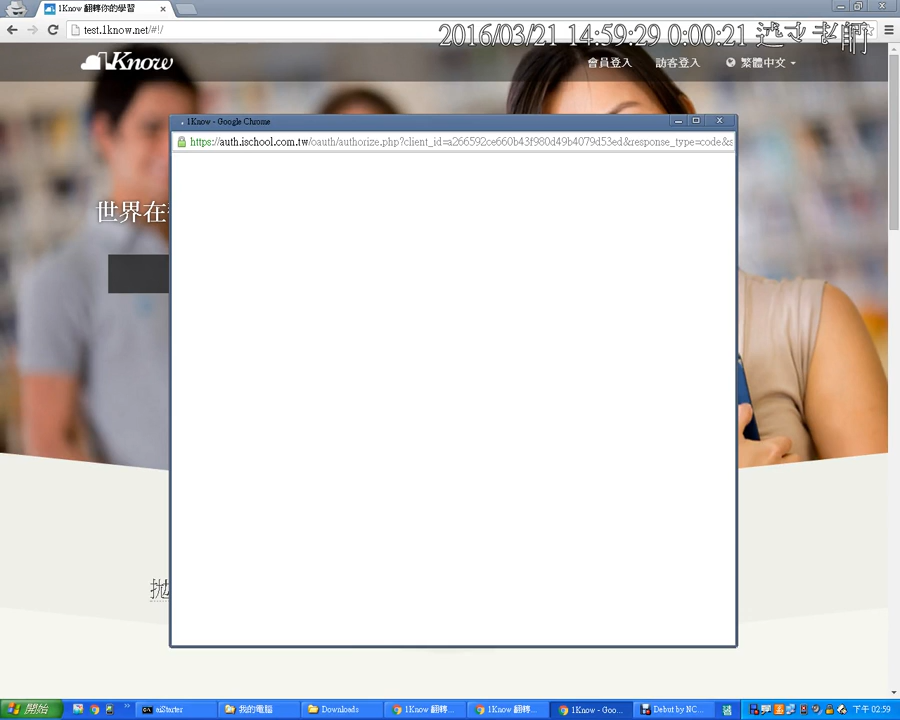 1Know 翻轉你的學習
test.1know.net/#!/
2016/03/21 14:59:29 0:00:21
1Know
會員登入
訪客登入
繁體中文
1Know - Google Chrome
https://auth.ischool.com.tw/oauth/authorize.php?client_id=a266592ce660b43f980d49b4079d53ed&response_type=code&s
世界在
拋
開始
aiStarter
我的電腦
Downloads
1Know 翻轉...
1Know 翻轉...
1Know - Goo...
Debut by NC...
下午 02:59